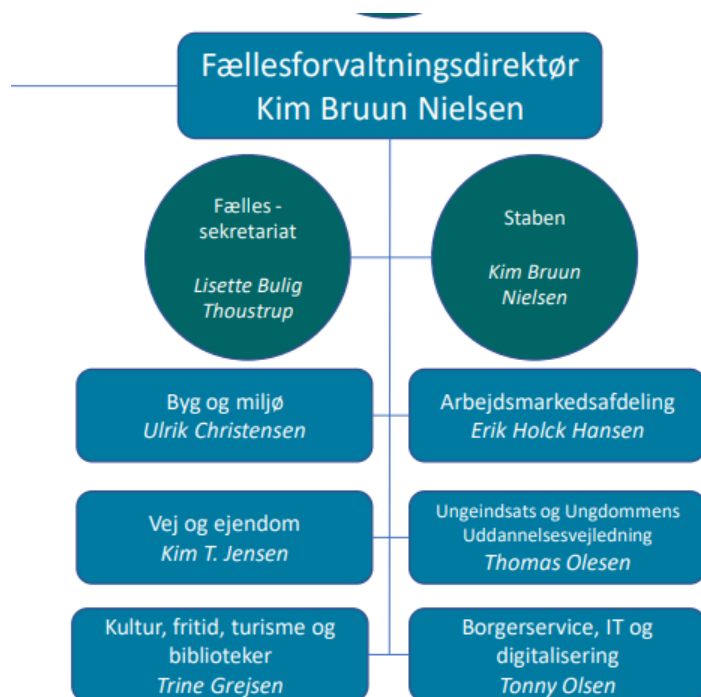 Fællesforvaltningsdirektør
Kim Bruun Nielsen
Fælles -
sekretariat
Lisette Bulig
Thoustrup
Staben
Kim Bruun
Nielsen
Byg og miljø
Ulrik Christensen
Arbejdsmarkedsafdeling
Erik Holck Hansen
Vej og ejendom
Kim T. Jensen
Ungeindsats og Ungdommens
Uddannelsesvejledning
Thomas Olesen
Kultur, fritid, turisme og
biblioteker
Trine Grejsen
Borgerservice, IT og
digitalisering
Tonny Olsen